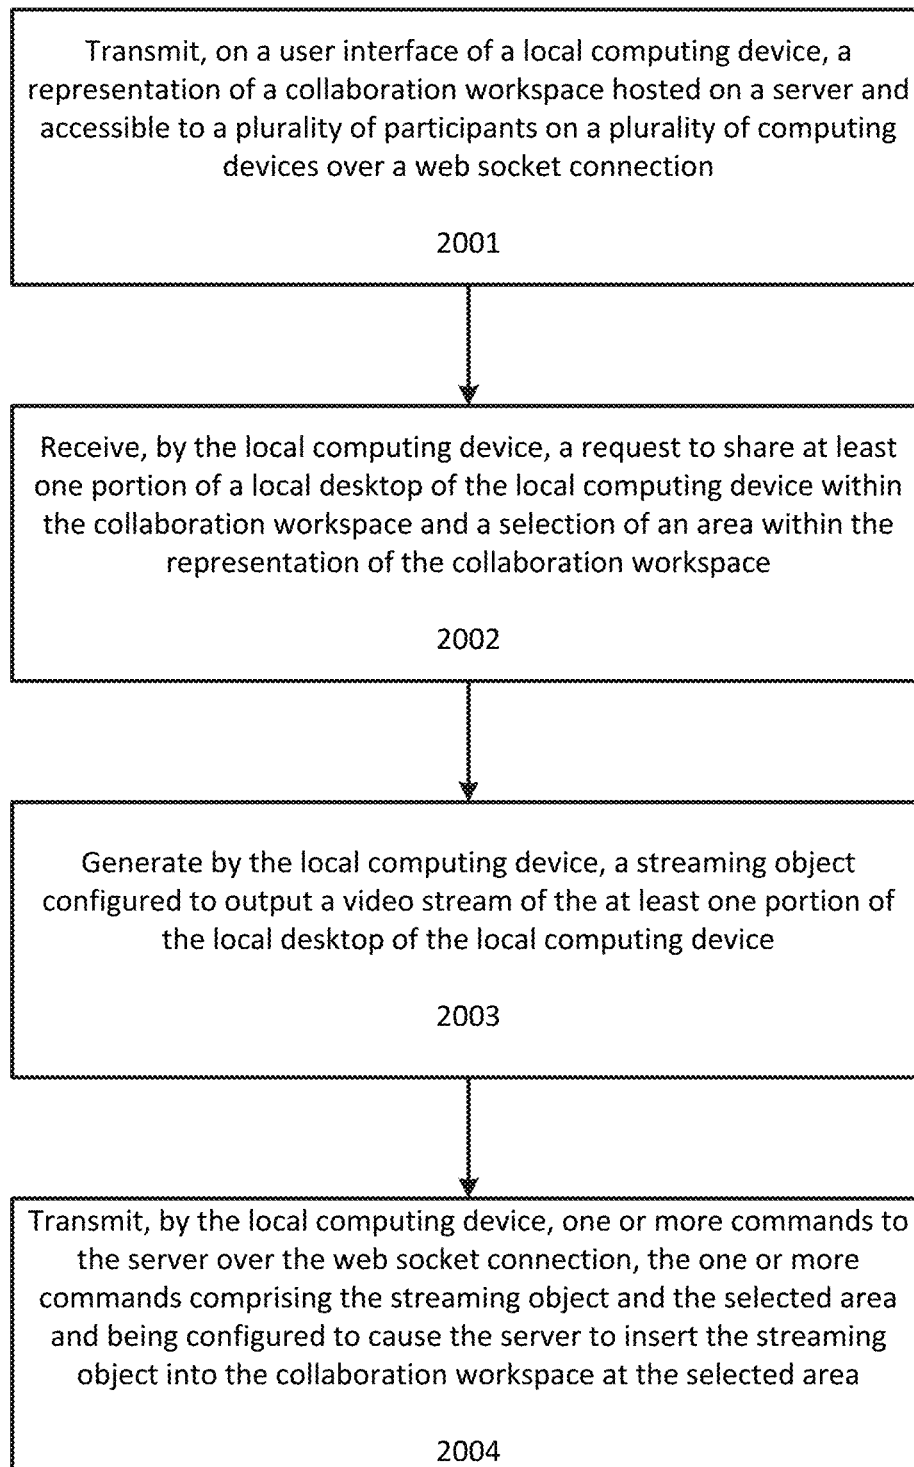 Transmit, on a user interface of a local computing device, a
representation of a collaboration workspace hosted on a server and
accessible to a plurality of participants on a plurality of computing
devices over a web socket connection
2001
Receive, by the local computing device, a request to share at least
one portion of a local desktop of the local computing device within
the collaboration workspace and a selection of an area within the
representation of the collaboration workspace
2002
Generate by the local computing device, a streaming object
configured to output a video stream of the at least one portion of
the local desktop of the local computing device
2003
Transmit, by the local computing device, one or more commands to
the server over the web socket connection, the one or more
commands comprising the streaming object and the selected area
and being configured to cause the server to insert the streaming
object into the collaboration workspace at the selected area
2004